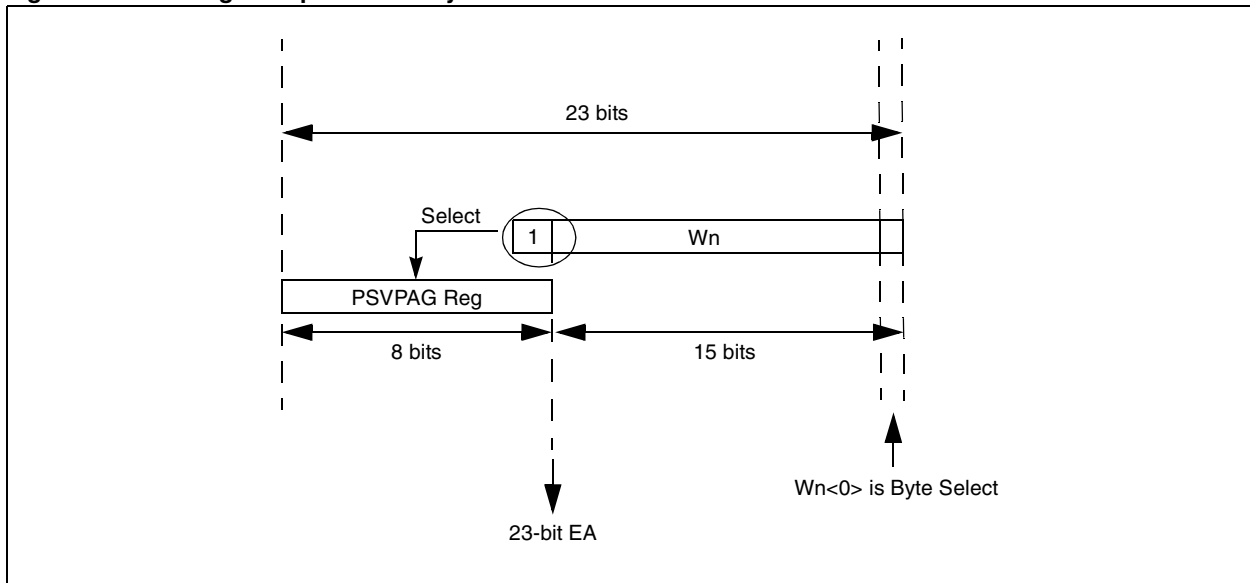 23 bits
Select
1
Wn
PSVPAG Reg
8 bits
15 bits
Wn<0> is Byte Select
23-bit EA